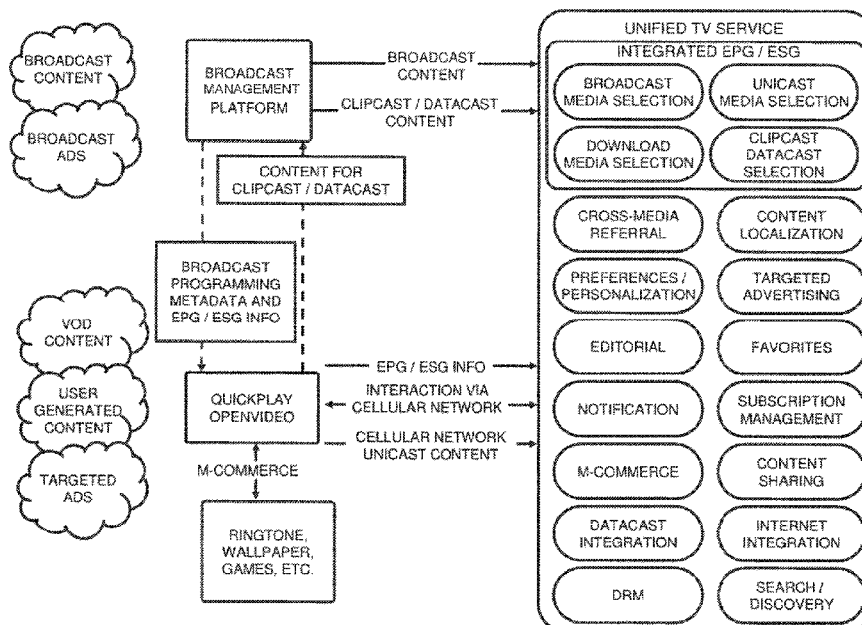 BROADCAST
CONTENT
BROADCAST
ADS
BROADCAST
MANAGEMENT
PLATFORM
BROADCAST
CONTENT
CLIPCAST / DATACAST
CONTENT
CONTENT FOR
CLIPCAST / DATACAST
BROADCAST
PROGRAMMING
METADATA AND
EPG / ESG INFO
VOD
CONTENT
USER
GENERATED
CONTENT
TARGETED
ADS
QUICKPLAY
OPENVIDEO
EPG / ESG INFO
INTERACTION VIA
CELLULAR NETWORK
CELLULAR NETWORK
UNICAST CONTENT
M-COMMERCE
RINGTONE,
WALLPAPER,
GAMES, ETC.
UNIFIED TV SERVICE
INTEGRATED EPG / ESG
BROADCAST
MEDIA SELECTION
UNICAST
MEDIA SELECTION
DOWNLOAD
MEDIA SELECTION
CLIPCAST
DATACAST
SELECTION
CROSS-MEDIA
REFERRAL
CONTENT
LOCALIZATION
PREFERENCES /
PERSONALIZATION
TARGETED
ADVERTISING
EDITORIAL
FAVORITES
NOTIFICATION
SUBSCRIPTION
MANAGEMENT
M-COMMERCE
CONTENT
SHARING
DATACAST
INTEGRATION
INTERNET
INTEGRATION
DRM
SEARCH /
DISCOVERY